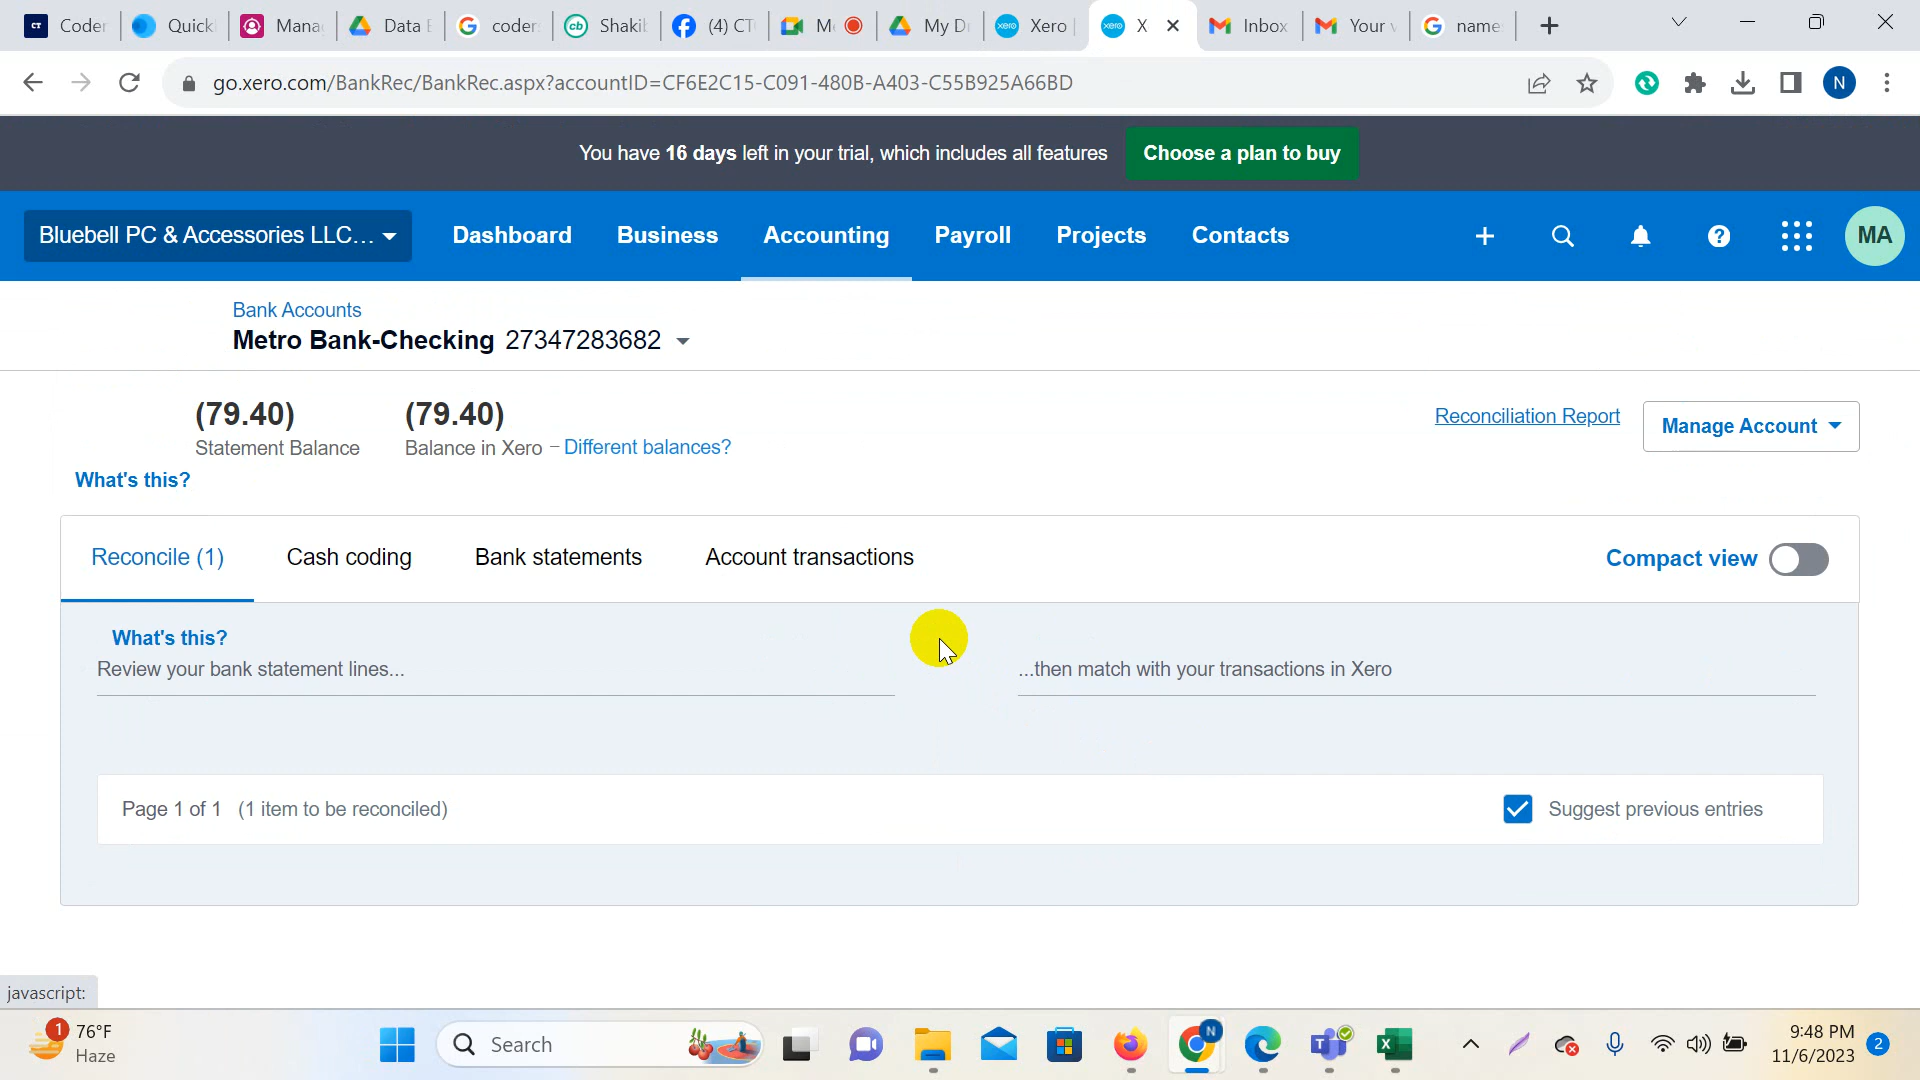 Coder
Quick
Mana
Data E
coder
Shakib
(4) CT
M
My D
Xero
X
Inbox
Your v
name
go.xero.com/BankRec/BankRec.aspx?accountID=CF6E2C15-C091-480B-A403-C55B925A66BD
N
You have 16 days left in your trial, which includes all features
Choose a plan to buy
Bluebell PC & Accessories LLC...
Dashboard
Business
Accounting
Payroll
Projects
Contacts
MA
Bank Accounts
Metro Bank-Checking 27347283682
(79.40)
(79.40)
Statement Balance
Balance in Xero - Different balances?
Reconciliation Report
Manage Account
What's this?
Reconcile (1)
Cash coding
Bank statements
Account transactions
Compact view
What's this?
Review your bank statement lines...
...then match with your transactions in Xero
Page 1 of 1 (1 item to be reconciled)
Suggest previous entries
javascript:
1
76°F
Haze
Search
N
9:48 PM
11/6/2023
2